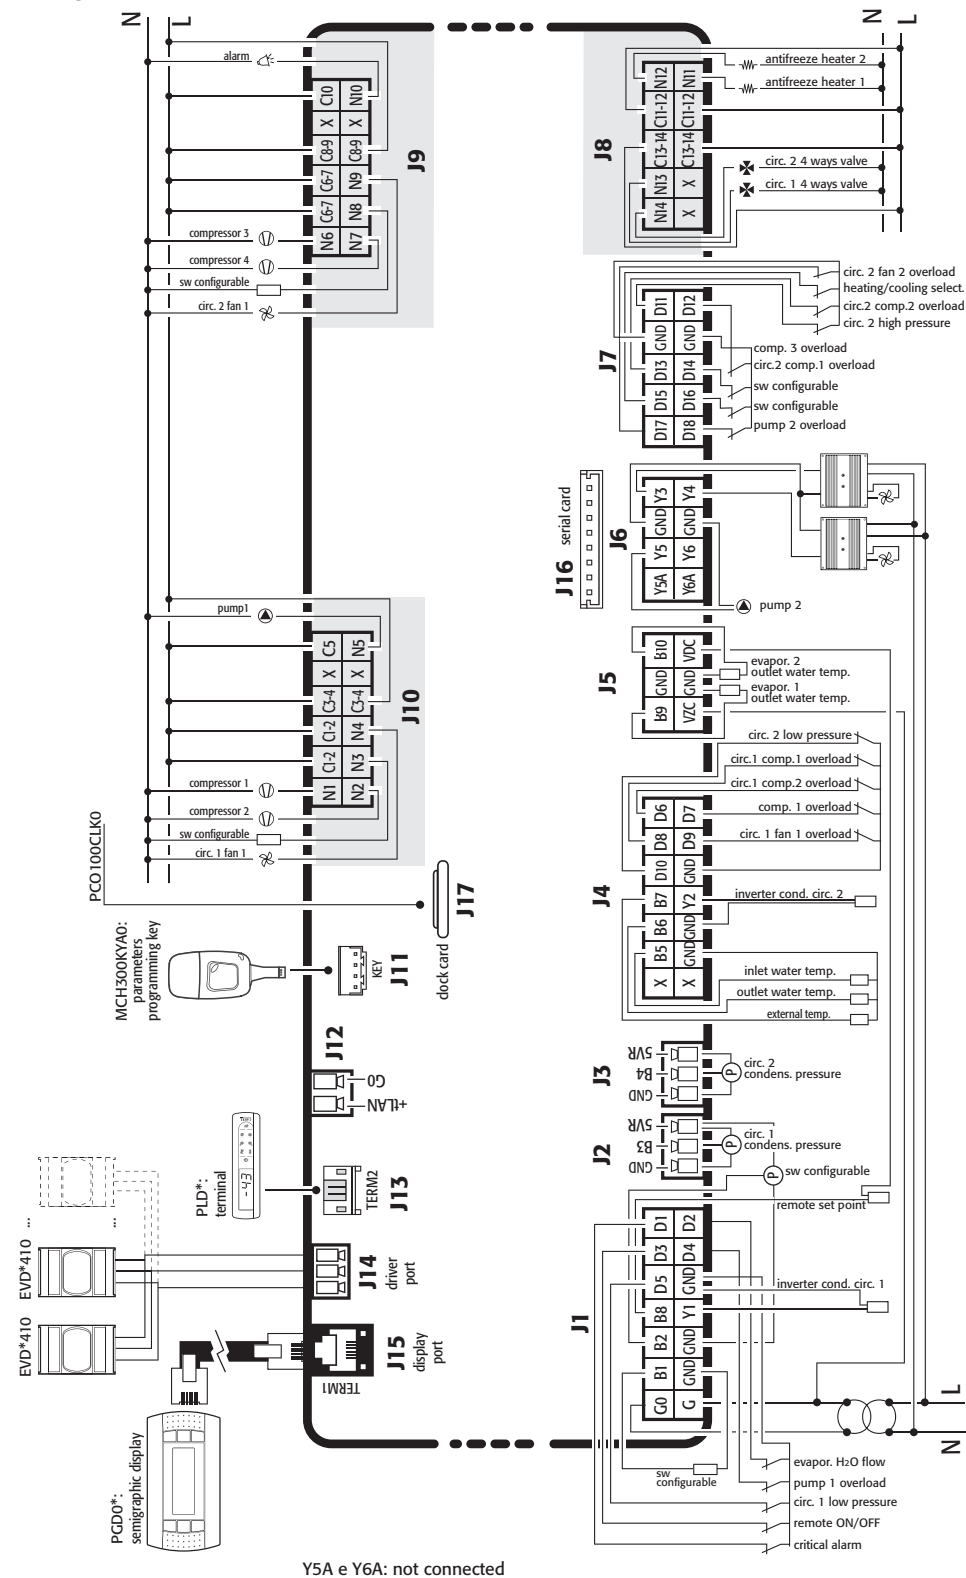 N
L
alarm
C10
N10
X
X
C8-9
C8-9
C6-7
N9
C6-7
N8
N6
N7
J9
compressor 3
compressor 4
sw configurable
circ. 2 fan 1
N
L
antifreeze heater 2
antifreeze heater 1
N12
N11
C11-12
C11-12
C13-14
C13-14
N13
X
N14
X
J8
circ. 2 4 ways valve
circ. 1 4 ways valve
circ. 2 fan 2 overload
heating/cooling select.
circ.2 comp.2 overload
circ. 2 high pressure
D11
D12
GND
GND
D13
D14
D15
D16
D17
D18
J7
comp. 3 overload
circ.2 comp.1 overload
sw configurable
sw configurable
pump 2 overload
J16
serial card
J6
Y3
Y4
GND
GND
Y5
Y6
Y5A
Y6A
pump 2
pump1
C5
N5
X
X
C3-4
C3-4
C1-2
N4
C1-2
N3
N1
N2
J10
compressor 1
compressor 2
sw configurable
circ. 1 fan 1
J5
B10
VDC
GND
GND
B9
VZC
evapor. 2
outlet water temp.
evapor. 1
outlet water temp.
circ. 2 low pressure
circ.1 comp.1 overload
circ.1 comp.2 overload
comp. 1 overload
circ. 1 fan 1 overload
J4
D6
D7
D8
D9
D10
GND
B7
Y2
B6
GND
B5
GND
X
X
inverter cond. circ. 2
inlet water temp.
outlet water temp.
external temp.
PCO100CLK0
J17
dock card
MCH300KYA0:
parameters
programming key
KEY
J11
J12
G0
+tLAN
J3
5VR
B4
GND
P
circ. 2
condens. pressure
J2
5VR
B3
GND
P
circ. 1
condens. pressure
P
sw configurable
remote set point
PLD*:
terminal
-43
TERM2
J13
...
...
EVD*410
EVD*410
J14
driver
port
J15
display
port
TERM1
PGD0*:
semigraphic display
J1
D1
D2
D3
D4
D5
GND
B8
Y1
B2
GND
B1
GND
G0
G
inverter cond. circ. 1
sw
configurable
evapor. H2O flow
pump 1 overload
circ. 1 low pressure
remote ON/OFF
critical alarm
L
N
Y5A e Y6A: not connected